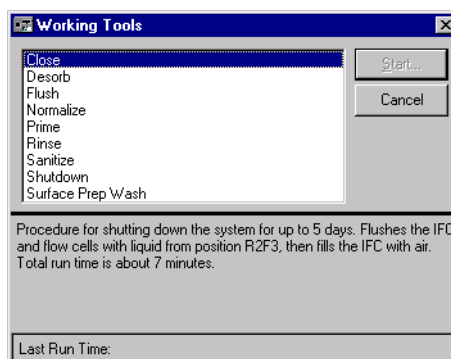 Working Tools
Close
Desorb
Flush
Normalize
Prime
Rinse
Sanitize
Shutdown
Surface Prep Wash
Start...
Cancel
Procedure for shutting down the system for up to 5 days. Flushes the IFC
and flow cells with liquid from position R2F3, then fills the IFC with air.
Total run time is about 7 minutes.
Last Run Time: